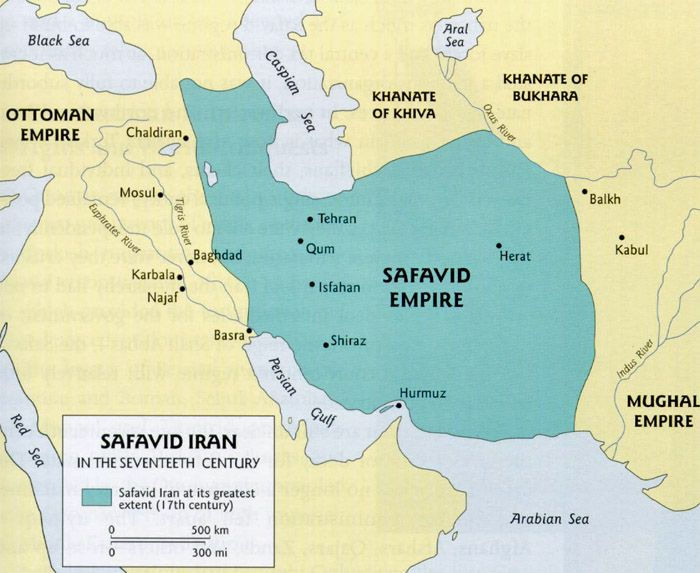 Black Sea
Aral
Sea
Caspian
Sea
KHANATE
OF KHIVA
KHANATE OF
BUKHARA
Oxus River
OTTOMAN
EMPIRE
Chaldiran
Mosul
Tigris River
Euphrates River
Baghdad
Karbala
Najaf
Basra
Tehran
Qum
Isfahan
Shiraz
SAFAVID
EMPIRE
Herat
Balkh
Kabul
Hurmuz
Persian
Gulf
Indus River
MUGHAL
EMPIRE
Red Sea
Arabian Sea
SAFAVID IRAN
IN THE SEVENTEETH CENTURY
Safavid Iran at its greatest
extent (17th century)
0 500 km
0 300 mi